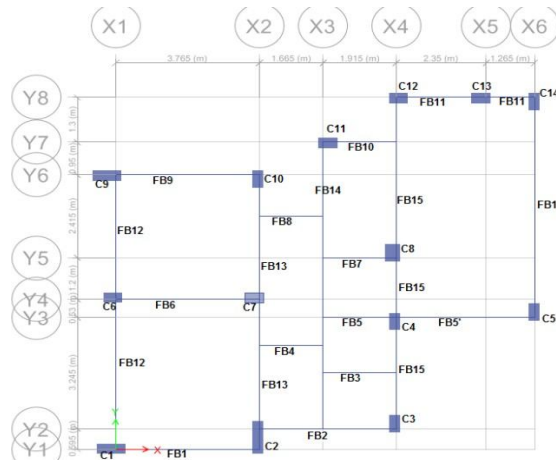 X1 X2 X3 X4 X5 X6
3.765 (m) 1.665 (m) 1.915 (m) 2.35 (m) 1.265 (m)
Y8 C12 C13 C14
FB11 FB11
1.3 (m)
Y7 C11 FB10
0.95 (m)
Y6 C9 FB9 C10 FB14 FB15 FB1
2.415 (m)
FB8
FB12
Y5 FB13 FB7 C8
1.2 (m)
Y4 C6 FB6 C7 FB15
Y3 FB5 C4 FB5' C5
FB4
FB12 FB13 FB3 FB15
3.245 (m)
Y
Y2 C3
FB2
0.595 (m)
Y1 C1 X FB1 C2